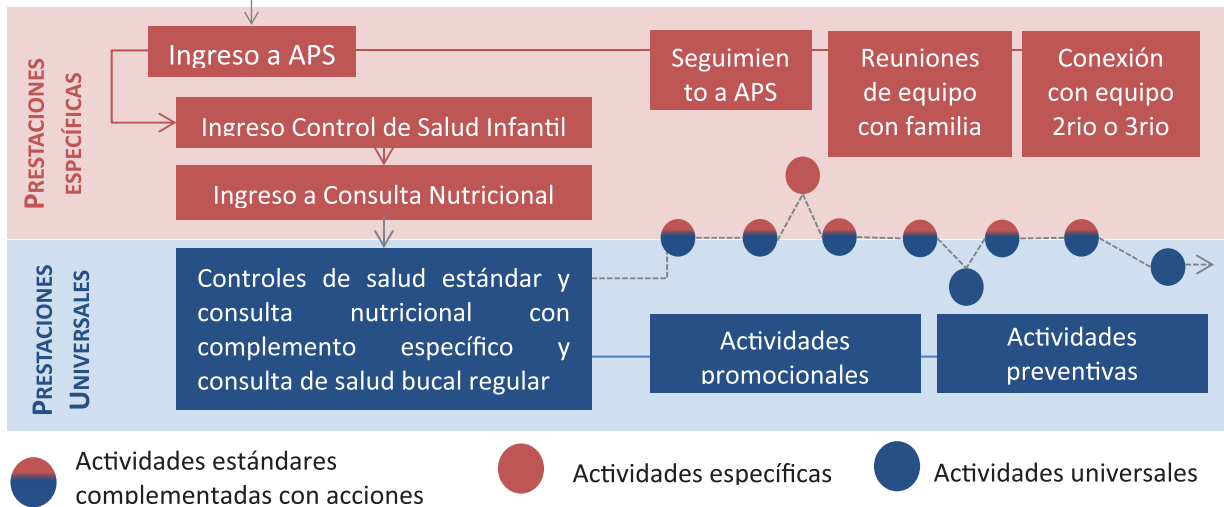 PRESTACIONES
ESPECÍFICAS
Ingreso a APS
Ingreso Control de Salud Infantil
Ingreso a Consulta Nutricional
Seguimien
to a APS
Reuniones
de equipo
con familia
Conexión
con equipo
2rio o 3rio
PRESTACIONES
UNIVERSALES
Controles de salud estándar y
consulta nutricional con
complemento específico y
consulta de salud bucal regular
Actividades
promocionales
Actividades
preventivas
Actividades estándares
complementadas con acciones
Actividades específicas
Actividades universales